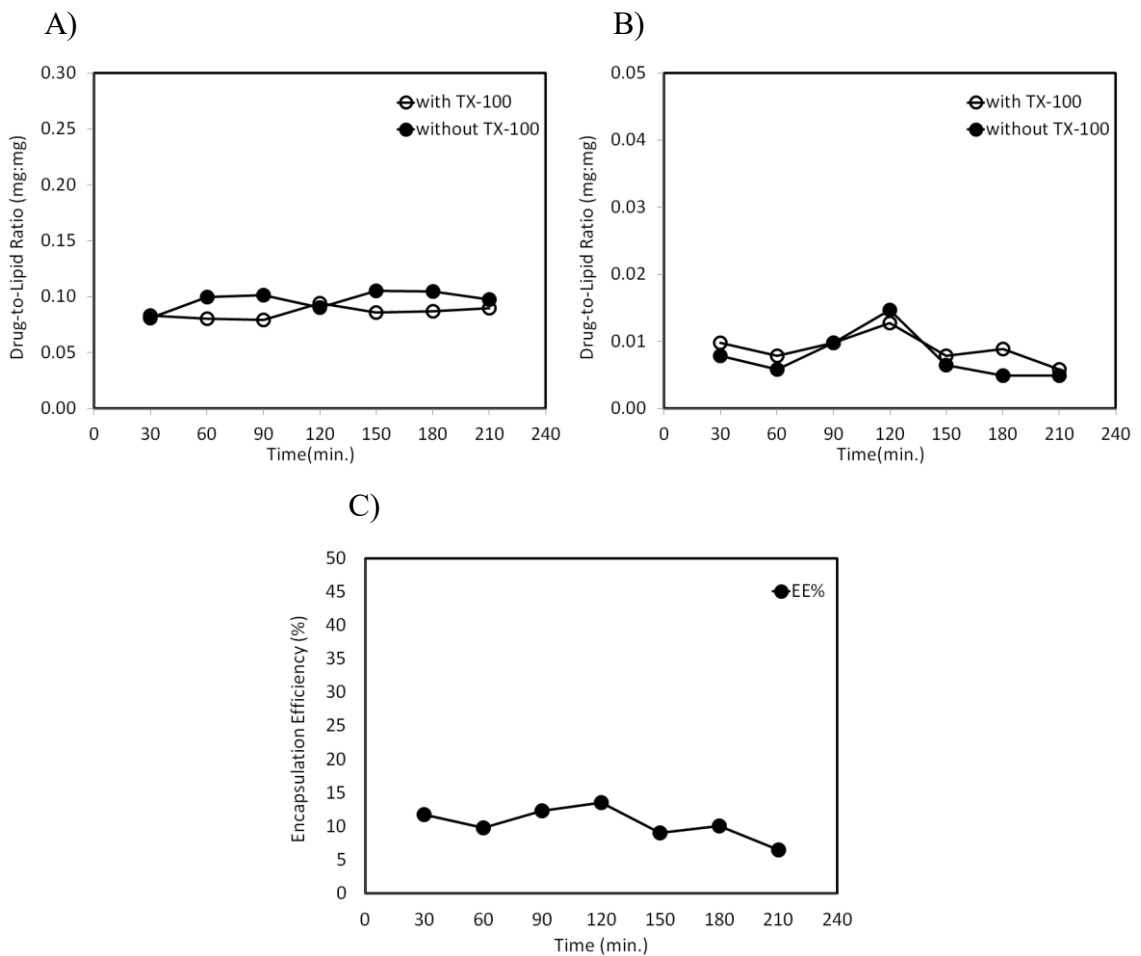 A)
Drug-to-Lipid Ratio (mg:mg)
0.30
0.25
0.20
0.15
0.10
0.05
0.00
with TX-100
without TX-100
0 30 60 90 120 150 180 210 240
Time(min.)
B)
Drug-to-Lipid Ratio (mg:mg)
0.05
0.04
0.03
0.02
0.01
0.00
with TX-100
without TX-100
0 30 60 90 120 150 180 210 240
Time(min.)
C)
Encapsulation Efficiency (%)
50
45
40
35
30
25
20
15
10
5
0
EE%
0 30 60 90 120 150 180 210 240
Time (min.)